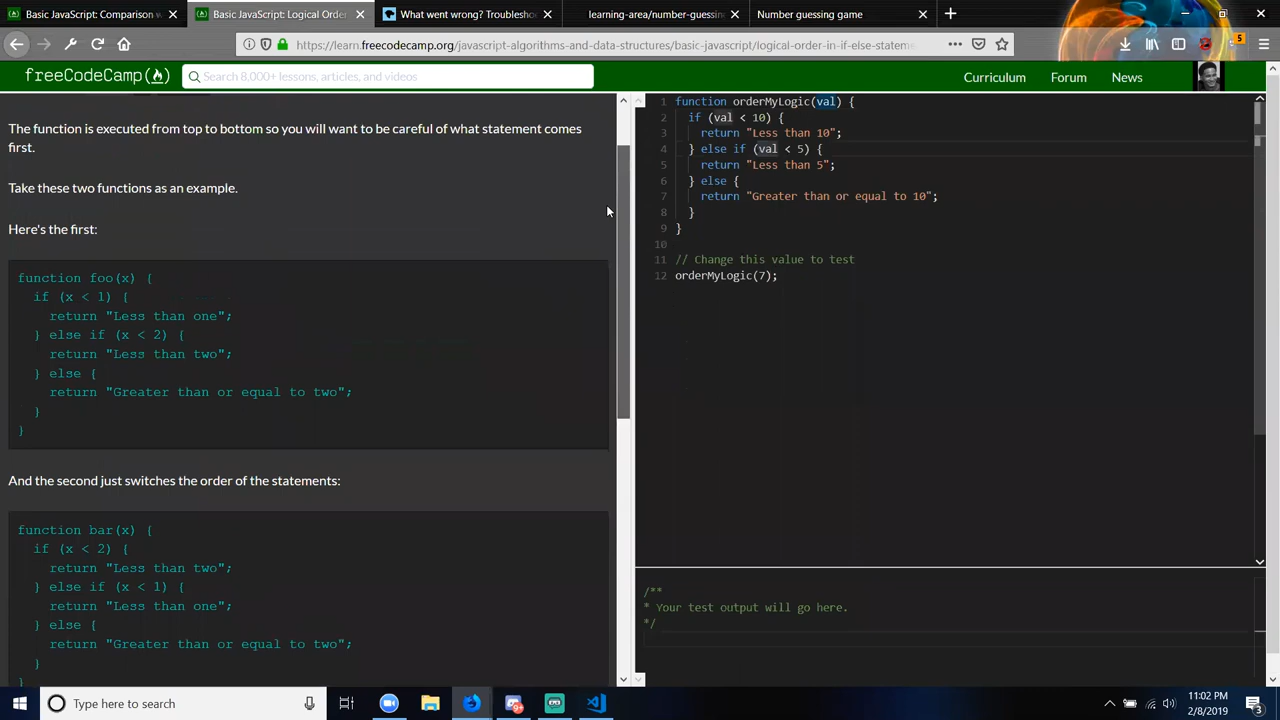 Basic JavaScript: Comparison w
Basic JavaScript: Logical Orde
What went wrong? Troublesho
learning-area/number-guessin
Number guessing game
https://learn.freecodecamp.org/javascript-algorithms-and-data-structures/basic-javascript/logical-order-in-if-else-stateme
5
freeCodeCamp
Search 8,000+ lessons, articles, and videos
Curriculum
Forum
News
The function is executed from top to bottom so you will want to be careful of what statement comes
first.
Take these two functions as an example.
Here's the first:
function foo(x) {
if (x < 1) {
return "Less than one";
} else if (x < 2) {
return "Less than two";
} else {
return "Greater than or equal to two";
}
}
And the second just switches the order of the statements:
function bar(x) {
if (x < 2) {
return "Less than two";
} else if (x < 1) {
return "Less than one";
} else {
return "Greater than or equal to two";
}
}
1 function orderMyLogic(val) {
2 if (val < 10) {
3 return "Less than 10";
4 } else if (val < 5) {
5 return "Less than 5";
6 } else {
7 return "Greater than or equal to 10";
8 }
9 }
10
11 // Change this value to test
12 orderMyLogic(7);
/**
* Your test output will go here.
*/
Type here to search
11:02 PM
2/8/2019
3